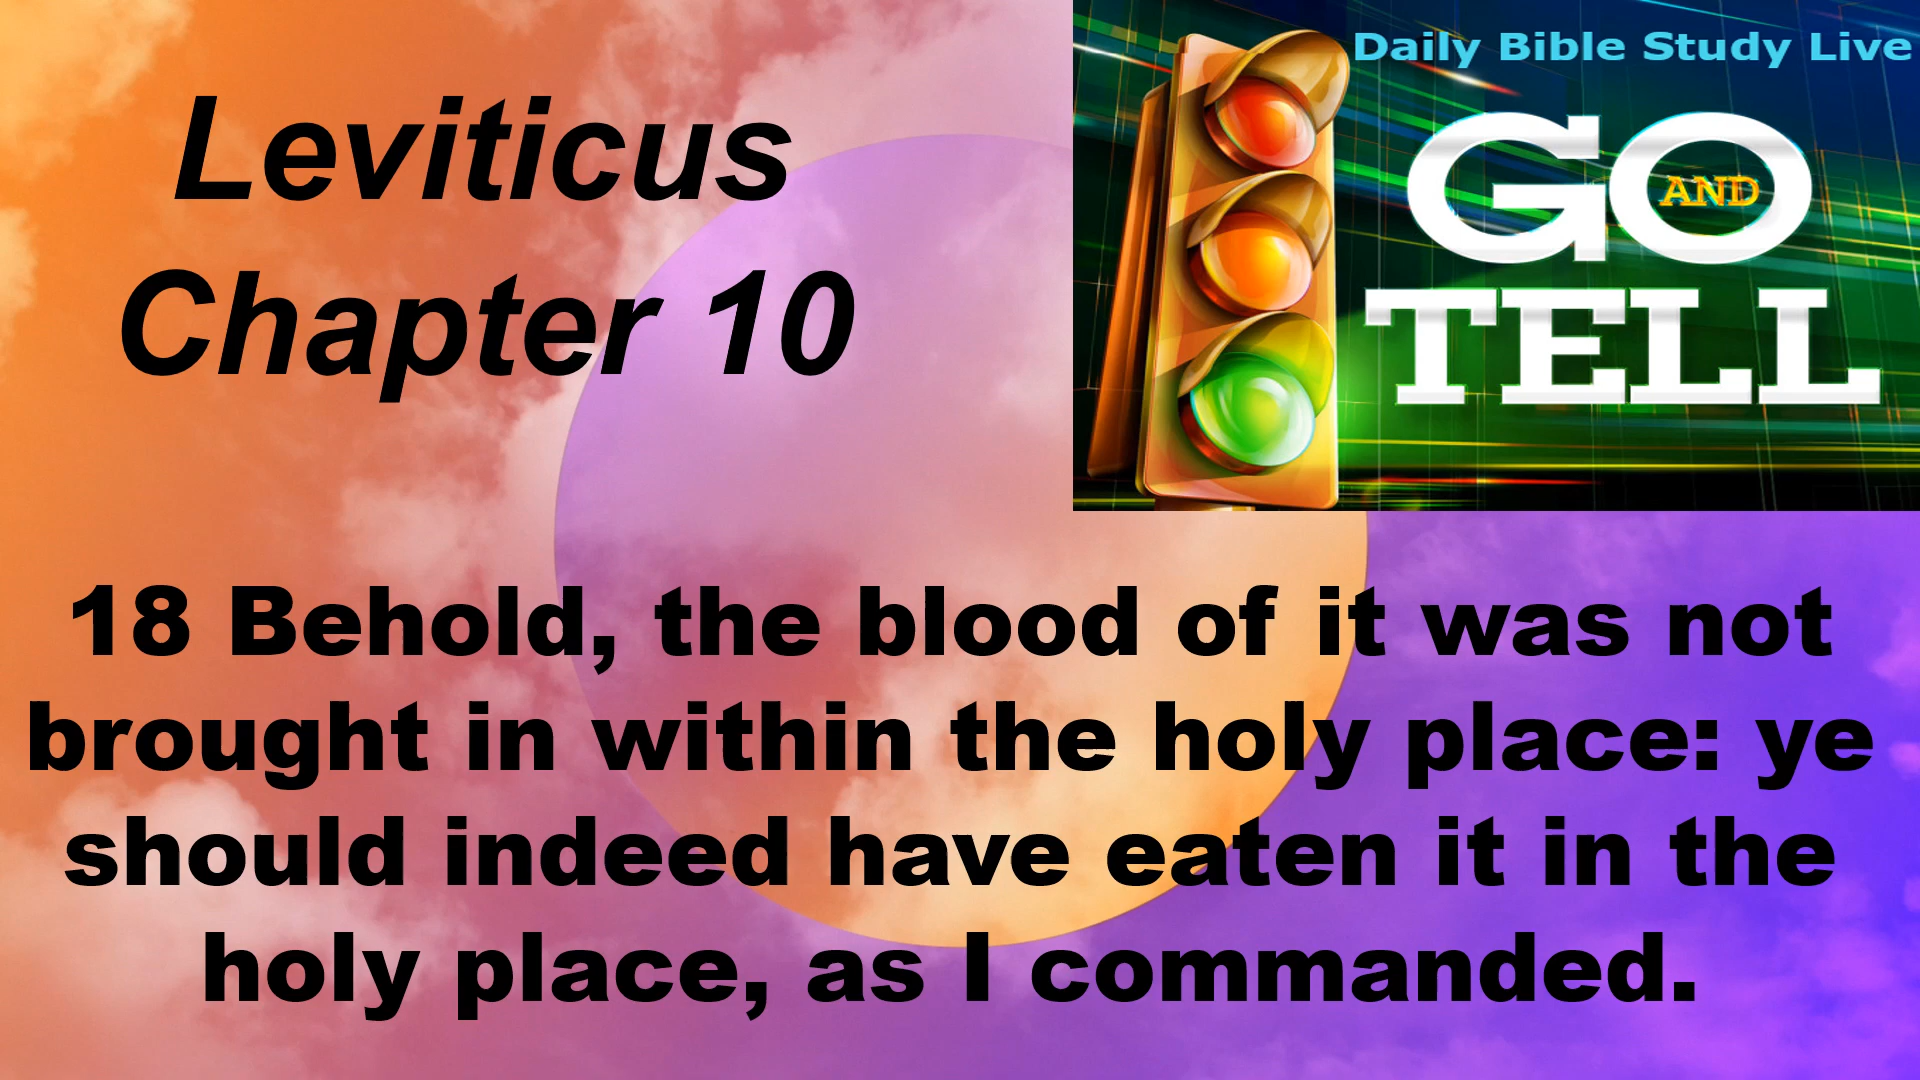 Leviticus
Chapter 10
Daily Bible Study Live
GO
AND
TELL
18 Behold, the blood of it was not
brought in within the holy place: ye
should indeed have eaten it in the
holy place, as I commanded.